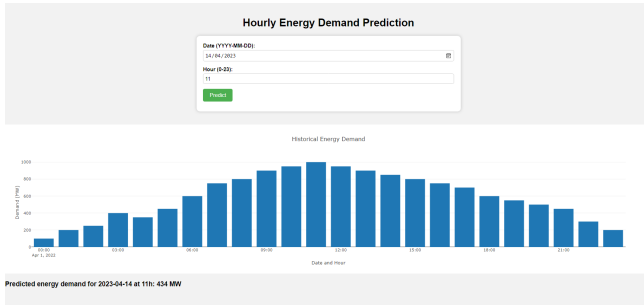 Hourly Energy Demand Prediction
Date (YYYY-MM-DD):
14/04/2023
Hour (0-23):
11
Predict
Historical Energy Demand
1000
800
600
400
200
0
Demand (MW)
00:00 03:00 06:00 09:00 12:00 15:00 18:00 21:00
Apr 1, 2023
Date and Hour
Predicted energy demand for 2023-04-14 at 11h: 434 MW